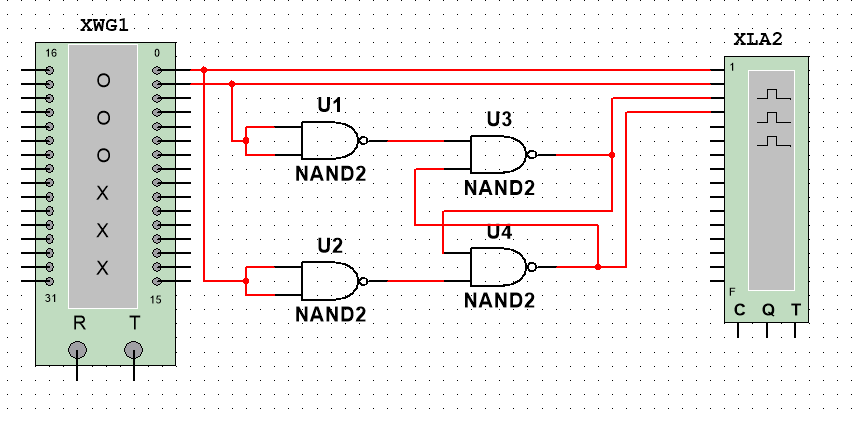 XWG1
16 0
O
O
O
X
X
X
31 15
R T
U1
NAND2
U2
NAND2
U3
NAND2
U4
NAND2
XLA2
1
F
C Q T